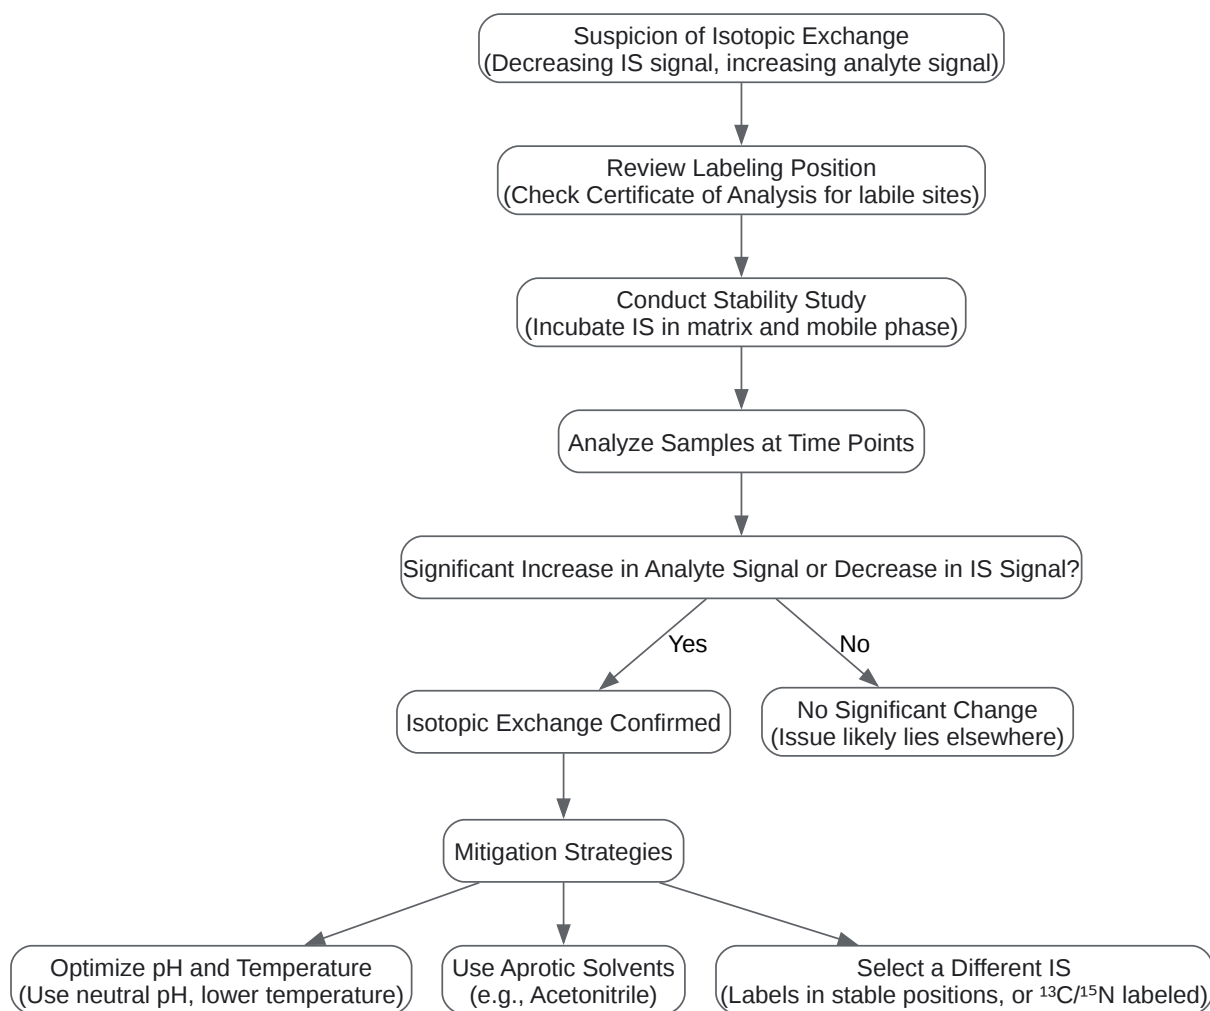 Suspicion of Isotopic Exchange
(Decreasing IS signal, increasing analyte signal)
Review Labeling Position
(Check Certificate of Analysis for labile sites)
Conduct Stability Study
(Incubate IS in matrix and mobile phase)
Analyze Samples at Time Points
Significant Increase in Analyte Signal or Decrease in IS Signal?
Yes
No
Isotopic Exchange Confirmed
No Significant Change
(Issue likely lies elsewhere)
Mitigation Strategies
Optimize pH and Temperature
(Use neutral pH, lower temperature)
Use Aprotic Solvents
(e.g., Acetonitrile)
Select a Different IS
(Labels in stable positions, or ¹³C/¹⁵N labeled)